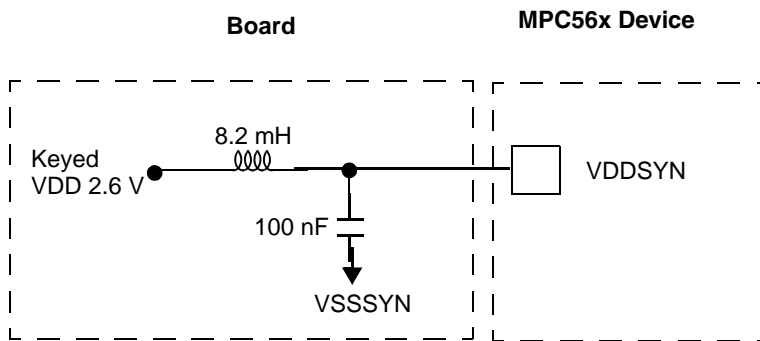 Board
MPC56x Device
8.2 mH
Keyed
VDD 2.6 V
VDDSYN
100 nF
VSSSYN